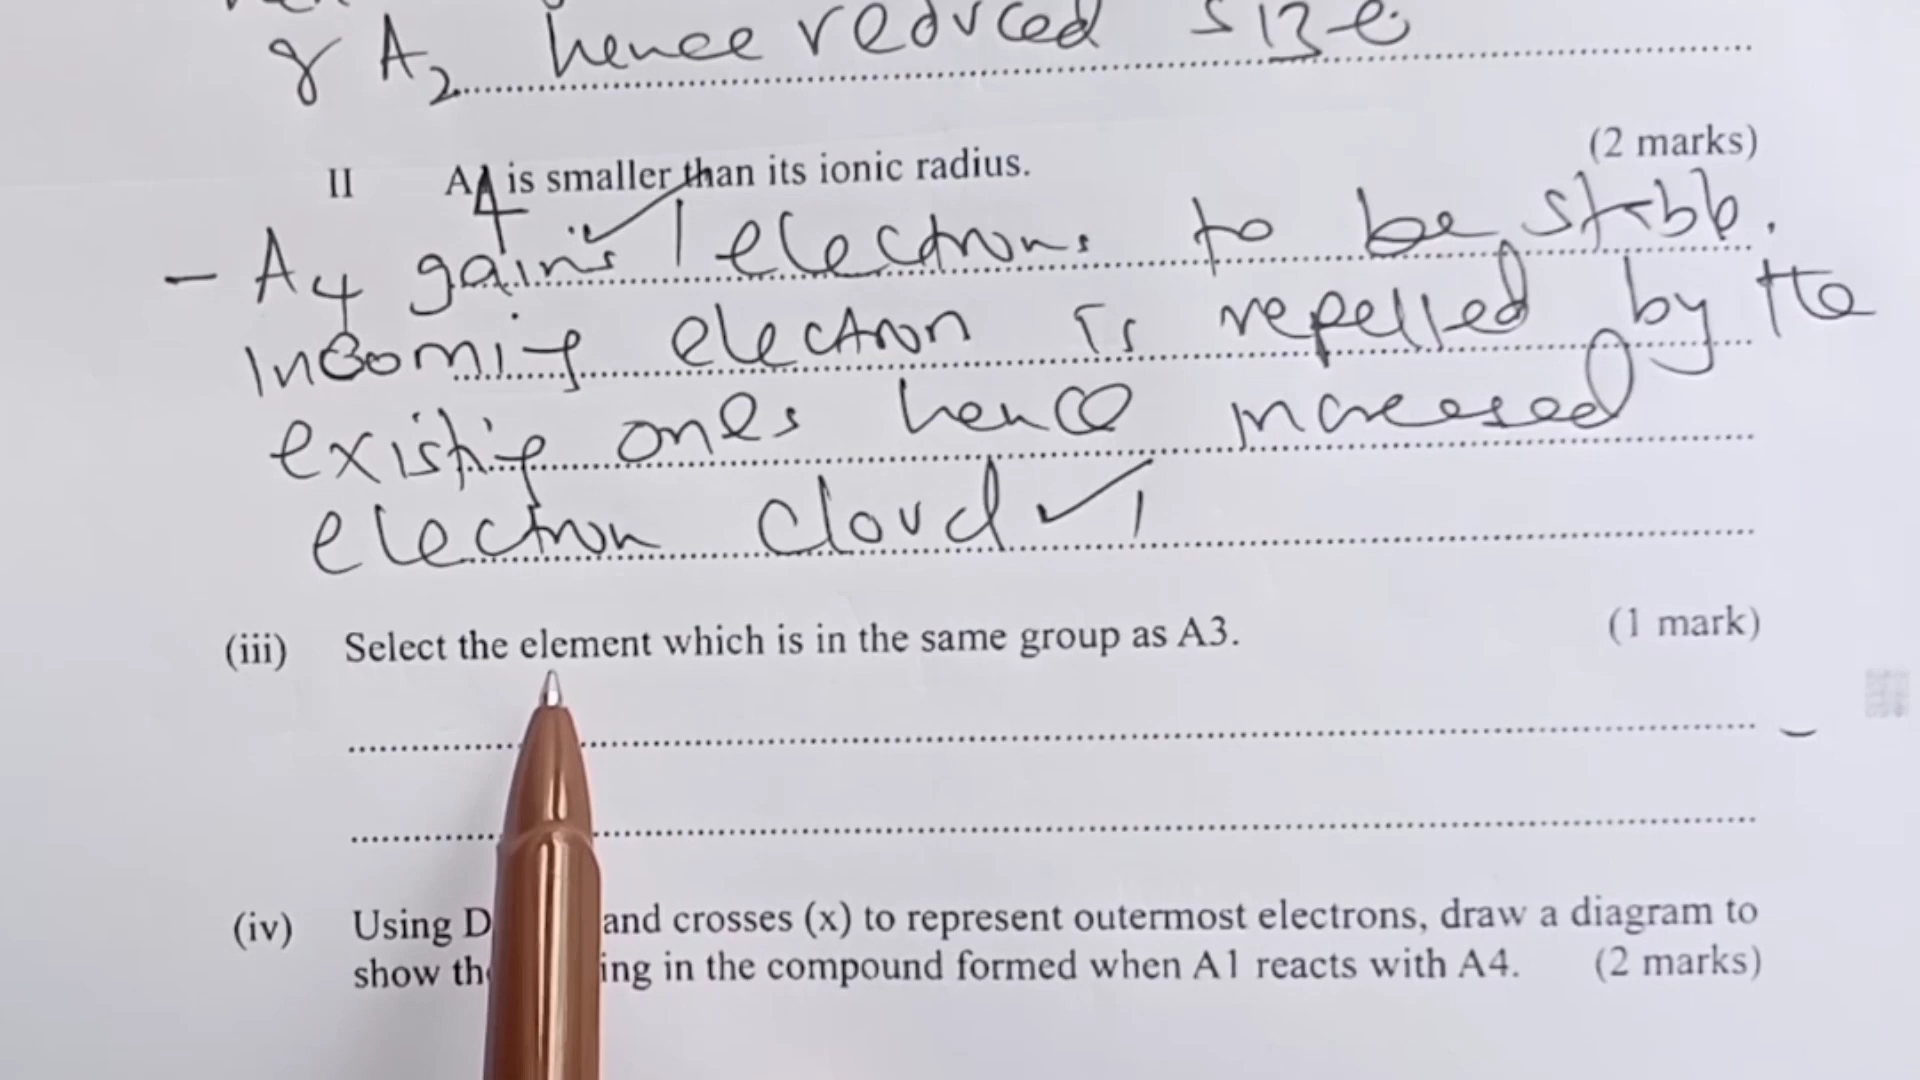 & A2 hence reduced size
(2 marks)
II A4 is smaller than its ionic radius.
- A4 gains 1 electrons to be stable.
Incoming electron is repelled by the
existing ones hence increased
electron cloud ✓1
(iii) Select the element which is in the same group as A3. (1 mark)
(iv) Using D and crosses (x) to represent outermost electrons, draw a diagram to
show th ing in the compound formed when A1 reacts with A4. (2 marks)